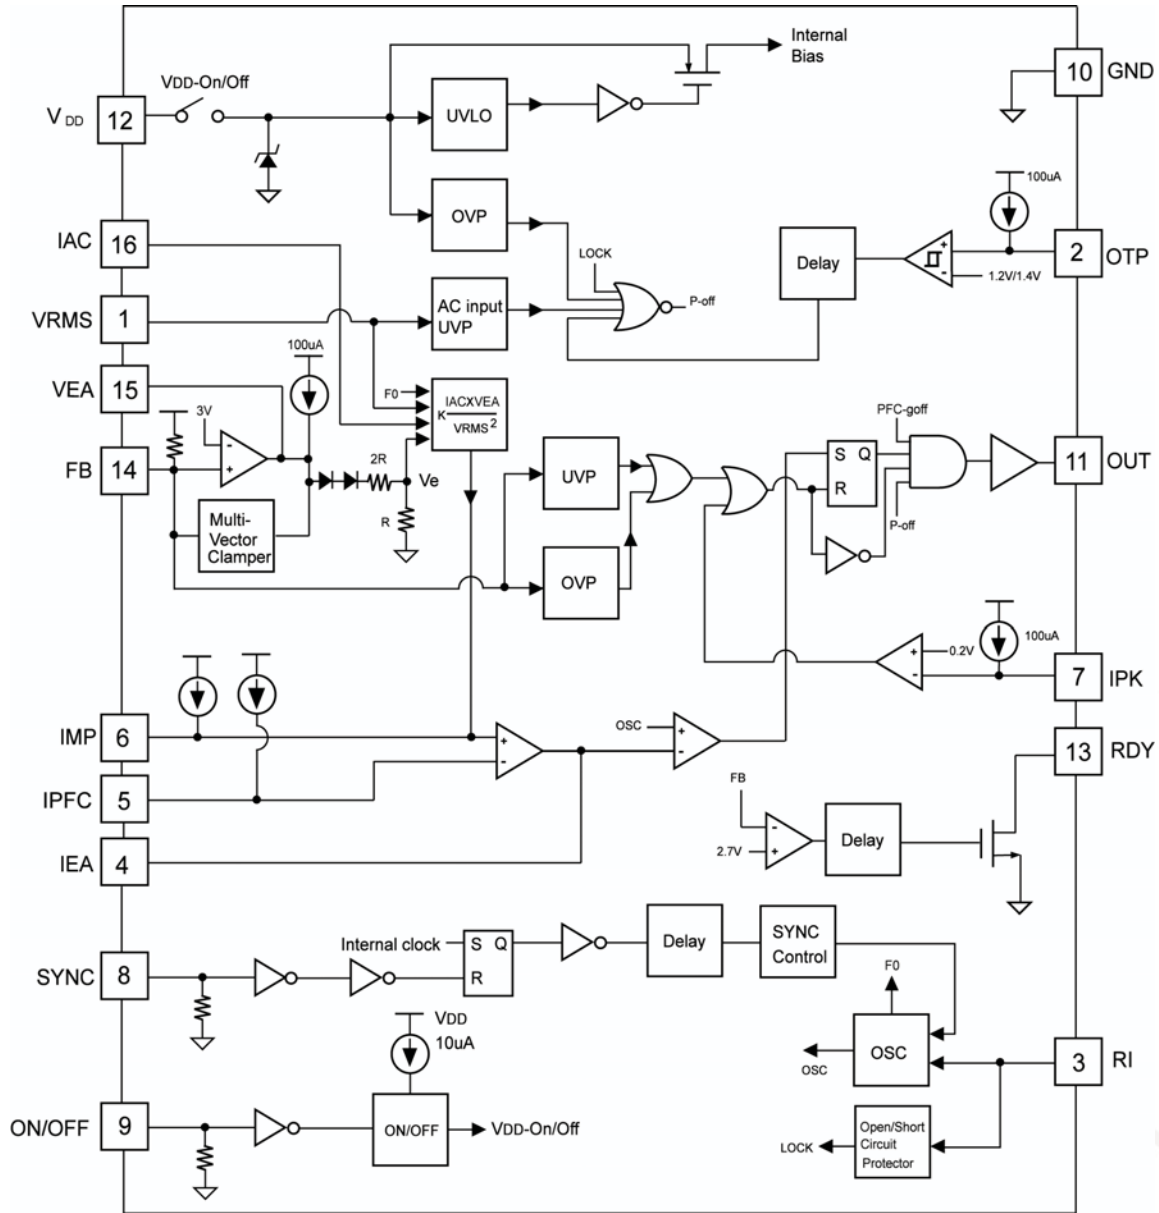 Internal
Bias
10
GND
VDD-On/Off
VDD
12
UVLO
100uA
OVP
IAC
16
LOCK
Delay
+
-
1.2V/1.4V
2
OTP
VRMS
1
AC input
UVP
P-off
100uA
VEA
15
F0
K IACXVEA
VRMS2
3V
-
+
PFC-goff
FB
14
2R
Ve
R
UVP
S Q
R
11
OUT
P-off
Multi-
Vector
Clamper
OVP
100uA
+
-
0.2V
7
IPK
IMP
6
+
-
OSC
+
-
13
RDY
IPFC
5
FB
-
+
2.7V
Delay
IEA
4
Internal clock
S Q
R
Delay
SYNC
Control
SYNC
8
F0
VDD
10uA
OSC
OSC
3
RI
ON/OFF
9
ON/OFF
VDD-On/Off
LOCK
Open/Short
Circuit
Protector